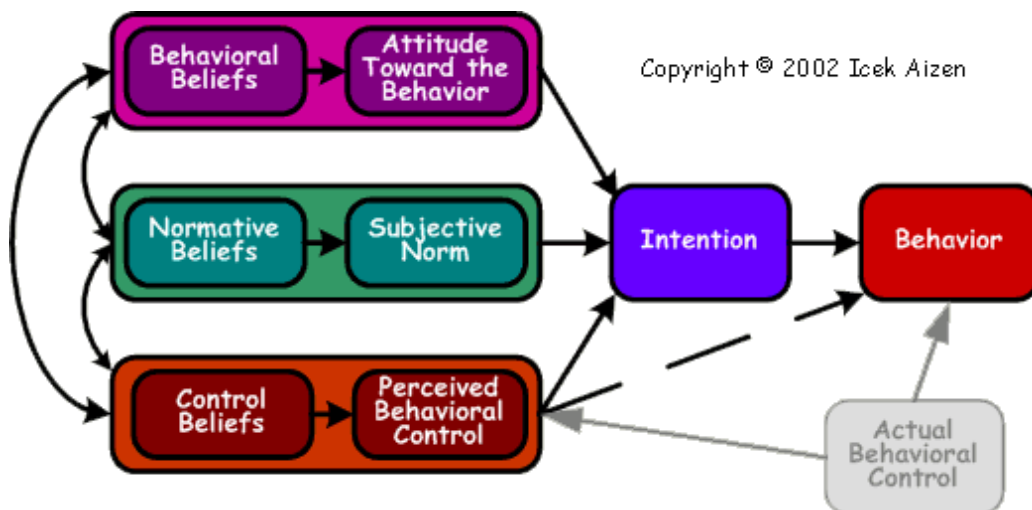 Behavioral
Beliefs
Attitude
Toward the
Behavior
Copyright © 2002 Icek Aizen
Normative
Beliefs
Subjective
Norm
Intention
Behavior
Control
Beliefs
Perceived
Behavioral
Control
Actual
Behavioral
Control